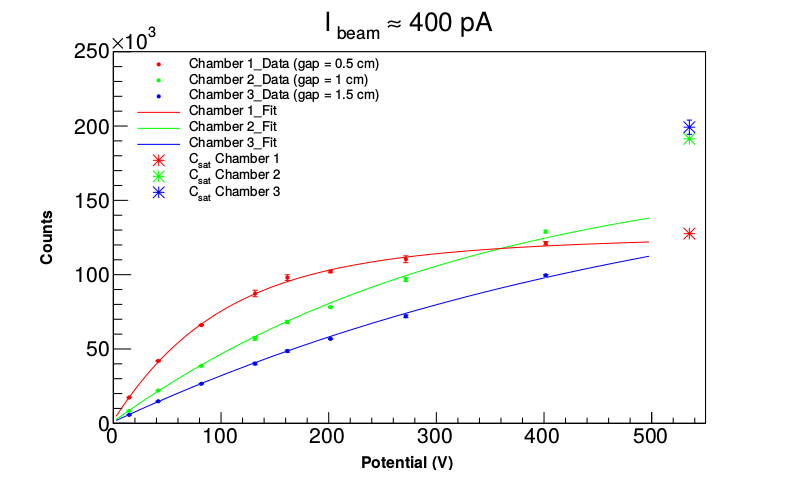 I beam ≈ 400 pA
×10³
250
200
150
100
50
0
Counts
Chamber 1_Data (gap = 0.5 cm)
Chamber 2_Data (gap = 1 cm)
Chamber 3_Data (gap = 1.5 cm)
Chamber 1_Fit
Chamber 2_Fit
Chamber 3_Fit
Csat Chamber 1
Csat Chamber 2
Csat Chamber 3
0 100 200 300 400 500
Potential (V)